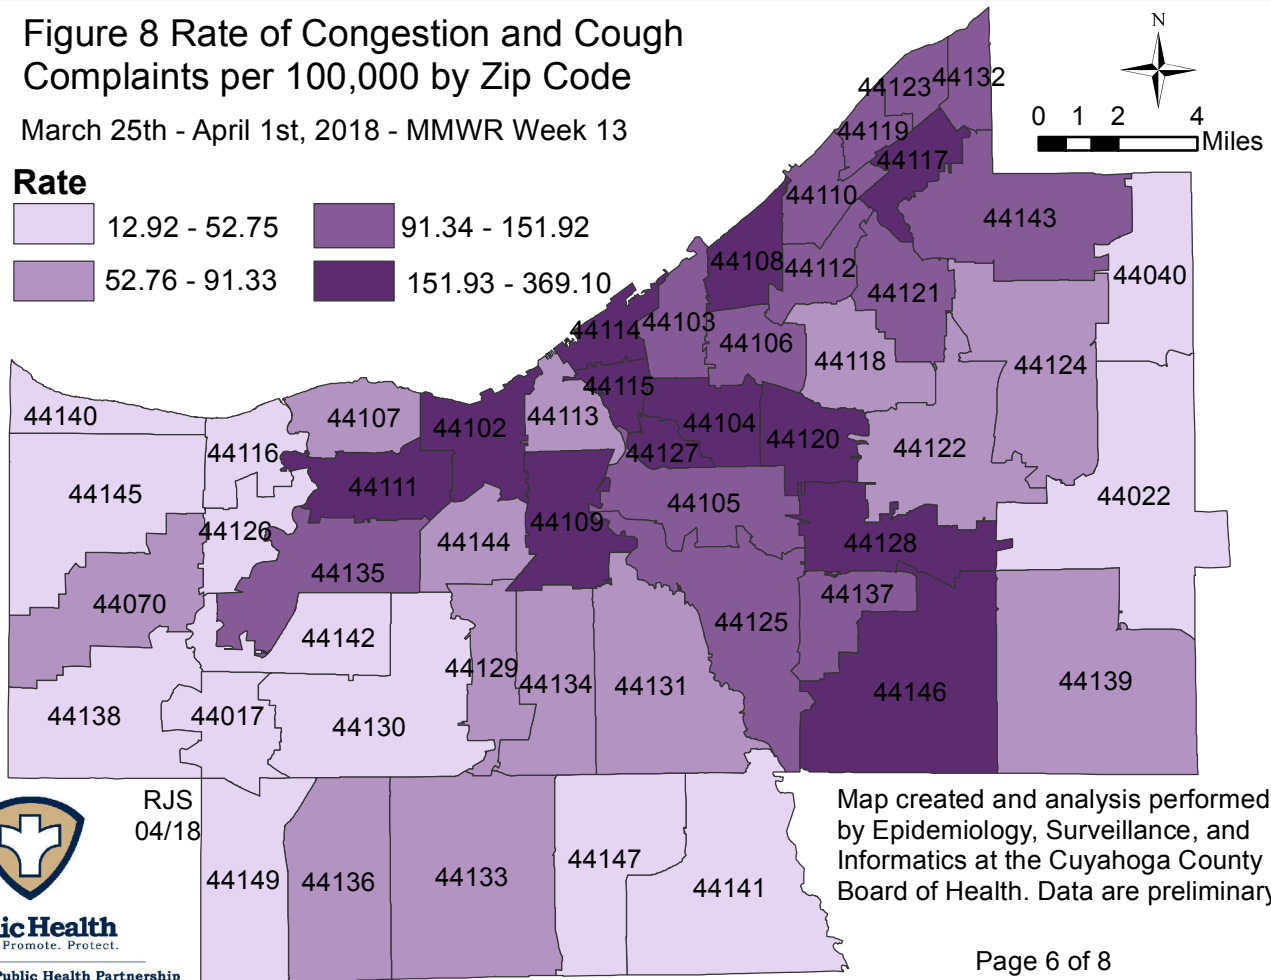 Figure 8 Rate of Congestion and Cough
Complaints per 100,000 by Zip Code
March 25th - April 1st, 2018 - MMWR Week 13
Rate
12.92 - 52.75
91.34 - 151.92
52.76 - 91.33
151.93 - 369.10
N
0 1 2 4
Miles
44123
44132
44119
44117
44110
44143
44108
44112
44040
44121
44114
44103
44106
44118
44124
44115
44140
44107
44102
44113
44104
44120
44116
44127
44122
44145
44111
44105
44022
44126
44109
44144
44128
44135
44070
44137
44142
44125
44129
44134
44131
44146
44139
44138
44017
44130
RJS
04/18
44149
44136
44133
44147
44141
Map created and analysis performed
by Epidemiology, Surveillance, and
Informatics at the Cuyahoga County
Board of Health. Data are preliminary
ic Health
Promote. Protect.
Public Health Partnership
Page 6 of 8